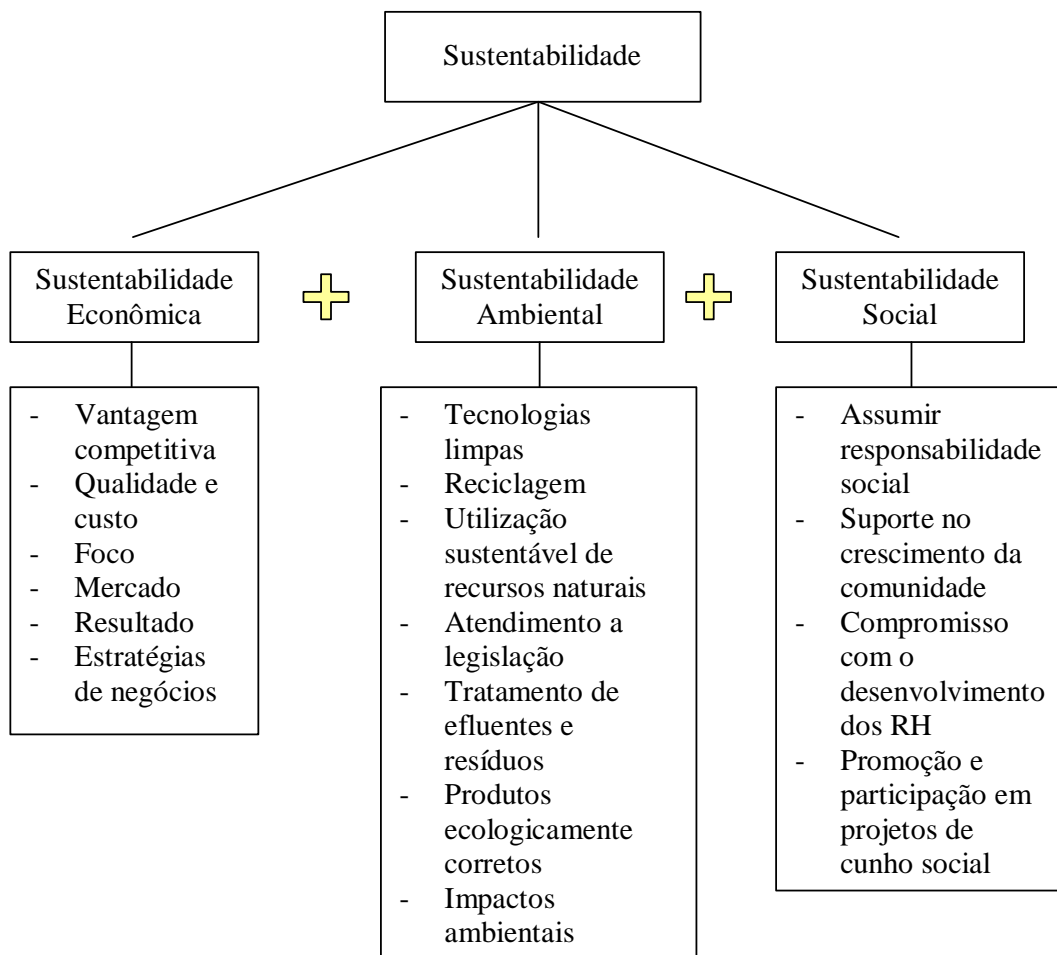 Sustentabilidade
Sustentabilidade
Econômica
Sustentabilidade
Ambiental
Sustentabilidade
Social
- Vantagem
competitiva
- Qualidade e
custo
- Foco
- Mercado
- Resultado
- Estratégias
de negócios
- Tecnologias
limpas
- Reciclagem
- Utilização
sustentável de
recursos naturais
- Atendimento a
legislação
- Tratamento de
efluentes e
resíduos
- Produtos
ecologicamente
corretos
- Impactos
ambientais
- Assumir
responsabilidade
social
- Suporte no
crescimento da
comunidade
- Compromisso
com o
desenvolvimento
dos RH
- Promoção e
participação em
projetos de
cunho social